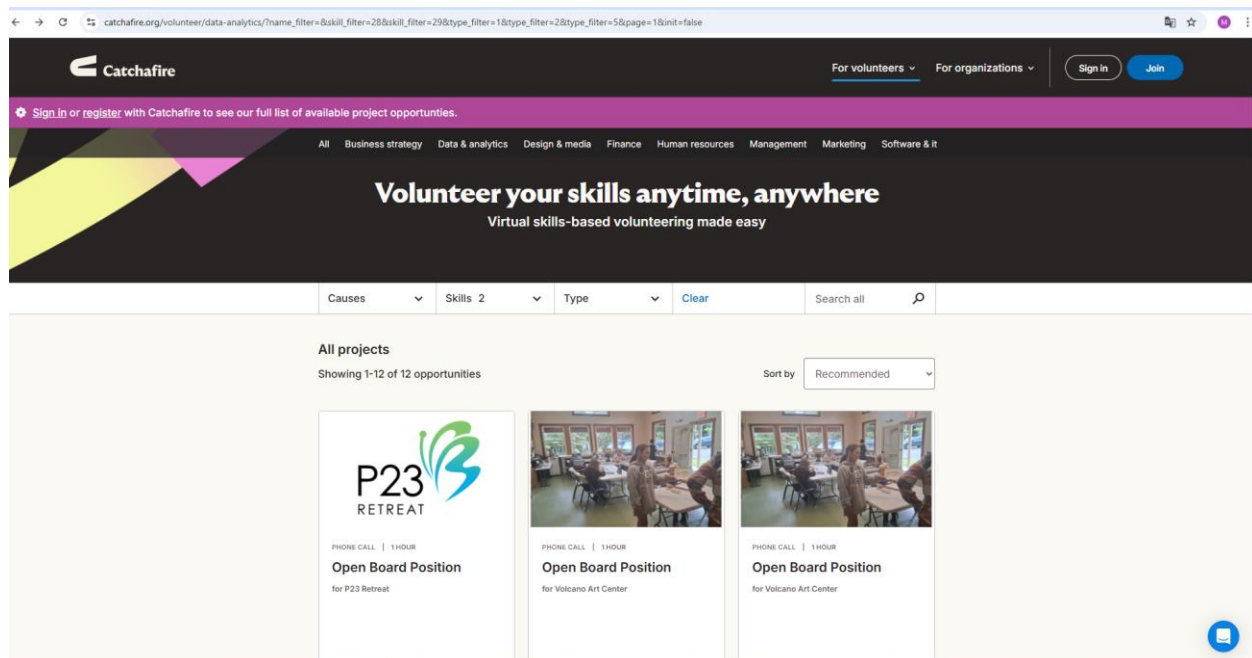 catchafire.org/volunteer/data-analytics/?name_filter=&skill_filter=28&skill_filter=29&type_filter=1&type_filter=2&type_filter=5&page=1&init=false
M
Catchafire
For volunteers
For organizations
Sign in
Join
Sign in or register with Catchafire to see our full list of available project opportunties.
All Business strategy Data & analytics Design & media Finance Human resources Management Marketing Software & it
Volunteer your skills anytime, anywhere
Virtual skills-based volunteering made easy
Causes Skills 2 Type Clear Search all
All projects
Showing 1-12 of 12 opportunities
Sort by Recommended
P23
RETREAT
PHONE CALL | 1 HOUR
Open Board Position
for P23 Retreat
PHONE CALL | 1 HOUR
Open Board Position
for Volcano Art Center
PHONE CALL | 1 HOUR
Open Board Position
for Volcano Art Center